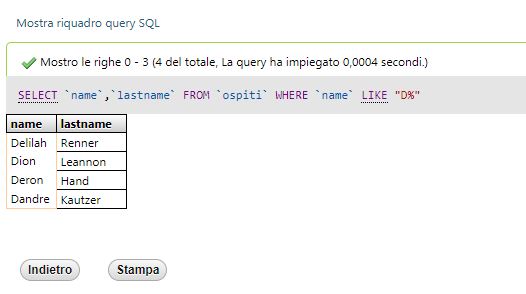 Mostra riquadro query SQL
Mostro le righe 0 - 3 (4 del totale, La query ha impiegato 0,0004 secondi.)
SELECT `name`,`lastname` FROM `ospiti` WHERE `name` LIKE "D%"
name lastname
Delilah Renner
Dion Leannon
Deron Hand
Dandre Kautzer
Indietro Stampa